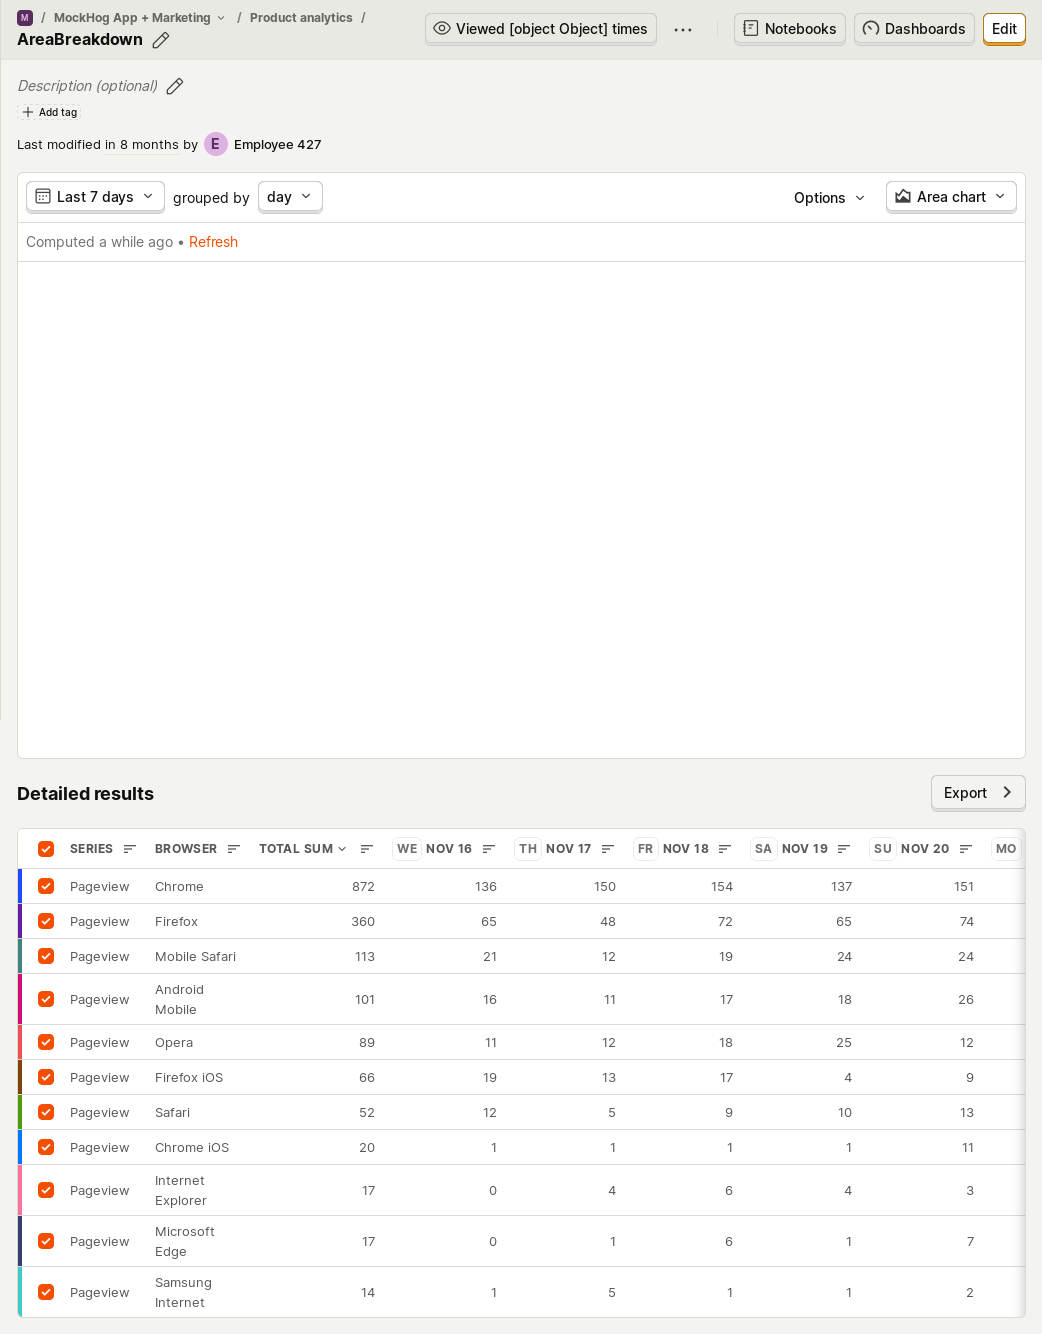 M / MockHog App + Marketing / Product analytics /
AreaBreakdown
Viewed [object Object] times
Notebooks
Dashboards
Edit
Description (optional)
Add tag
Last modified in 8 months by E Employee 427
Last 7 days grouped by day
Options
Area chart
Computed a while ago • Refresh
Detailed results
Export
SERIES BROWSER TOTAL SUM WE NOV 16 TH NOV 17 FR NOV 18 SA NOV 19 SU NOV 20 MO
Pageview Chrome 872 136 150 154 137 151
Pageview Firefox 360 65 48 72 65 74
Pageview Mobile Safari 113 21 12 19 24 24
Pageview Android Mobile 101 16 11 17 18 26
Pageview Opera 89 11 12 18 25 12
Pageview Firefox iOS 66 19 13 17 4 9
Pageview Safari 52 12 5 9 10 13
Pageview Chrome iOS 20 1 1 1 1 11
Pageview Internet Explorer 17 0 4 6 4 3
Pageview Microsoft Edge 17 0 1 6 1 7
Pageview Samsung Internet 14 1 5 1 1 2